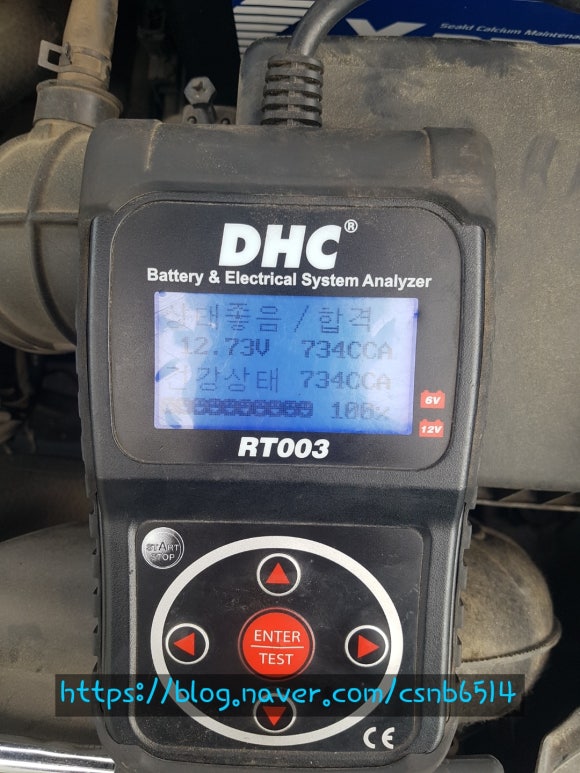 Seald Calcium Maintena
DHC®
Battery & Electrical System Analyzer
상태좋음 / 합격
12.73V 734CCA
건강상태 734CCA
100%
6V
12V
RT003
START
STOP
ENTER
TEST
https://blog.naver.com/csnb6514
CE